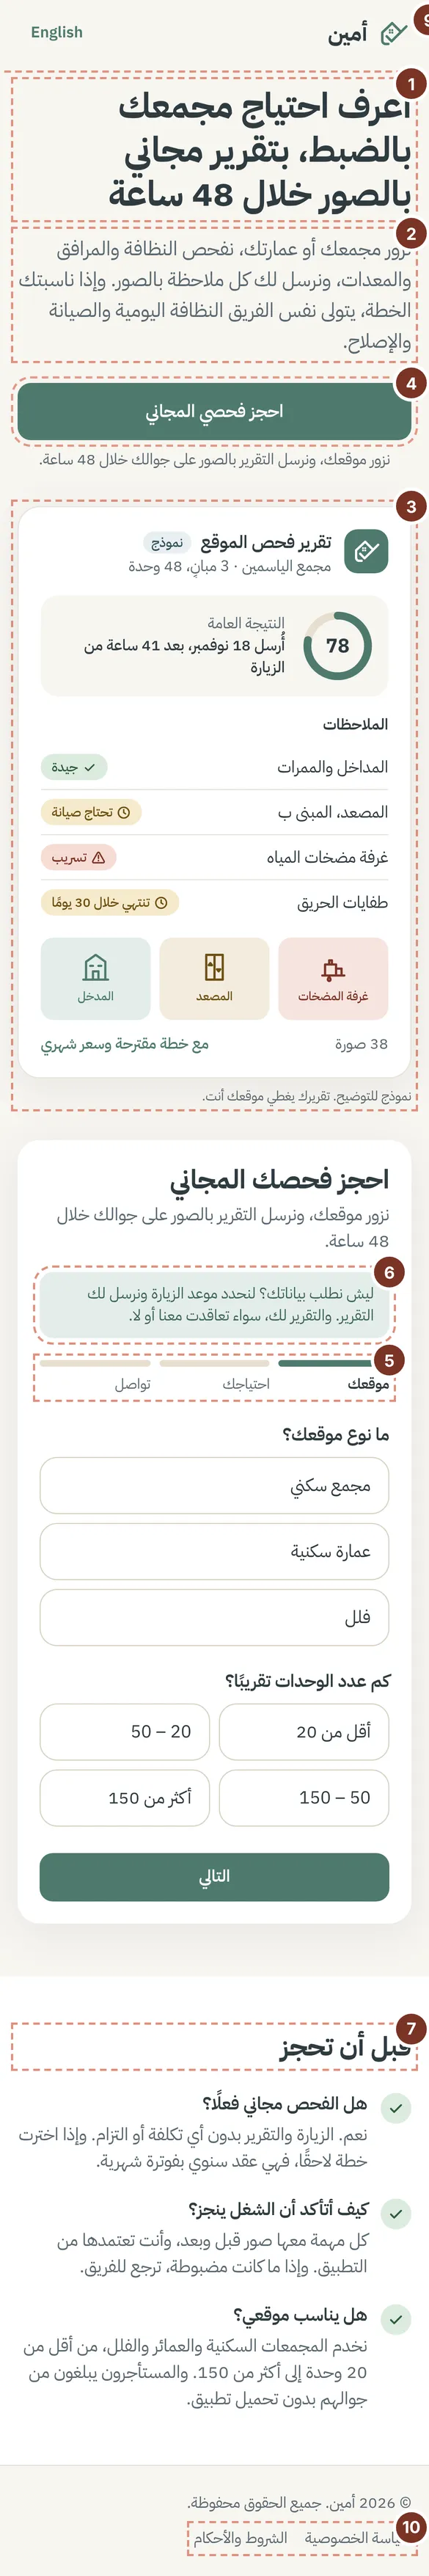 9
أمين
English
1
اعرف احتياج مجمعك
بالضبط، بتقرير مجاني
بالصور خلال 48 ساعة
2
نزور مجمعك أو عمارتك، نفحص النظافة والمرافق
والمعدات، ونرسل لك كل ملاحظة بالصور. وإذا ناسبتك
الخطة، يتولى نفس الفريق النظافة اليومية والصيانة
والإصلاح.
4
احجز فحصي المجاني
نزور موقعك، ونرسل التقرير بالصور على جوالك خلال 48 ساعة.
3
تقرير فحص الموقع نموذج
مجمع الياسمين · 3 مبانٍ، 48 وحدة
78
النتيجة العامة
أُرسل 18 نوفمبر، بعد 41 ساعة من
الزيارة
الملاحظات
المداخل والممرات جيدة
المصعد، المبنى ب تحتاج صيانة
غرفة مضخات المياه تسريب
طفايات الحريق تنتهي خلال 30 يومًا
غرفة المضخات المصعد المدخل
38 صورة مع خطة مقترحة وسعر شهري
نموذج للتوضيح. تقريرك يغطي موقعك أنت.
احجز فحصك المجاني
نزور موقعك، ونرسل التقرير بالصور على جوالك خلال
48 ساعة.
6
ليش نطلب بياناتك؟ لنحدد موعد الزيارة ونرسل لك
التقرير. والتقرير لك، سواء تعاقدت معنا أو لا.
5
موقعك احتياجك تواصل
ما نوع موقعك؟
مجمع سكني
عمارة سكنية
فلل
كم عدد الوحدات تقريبًا؟
أقل من 20
20 – 50
50 – 150
أكثر من 150
التالي
7
قبل أن تحجز
هل الفحص مجاني فعلًا؟
نعم. الزيارة والتقرير بدون أي تكلفة أو التزام. وإذا اخترت
خطة لاحقًا، فهي عقد سنوي بفوترة شهرية.
كيف أتأكد أن الشغل ينجز؟
كل مهمة معها صور قبل وبعد، وأنت تعتمدها من
التطبيق. وإذا ما كانت مضبوطة، ترجع للفريق.
هل يناسب موقعي؟
نخدم المجمعات السكنية والعمائر والفلل، من أقل من
20 وحدة إلى أكثر من 150. والمستأجرون يبلغون من
جوالهم بدون تحميل تطبيق.
© 2026 أمين. جميع الحقوق محفوظة.
10
سياسة الخصوصية الشروط والأحكام